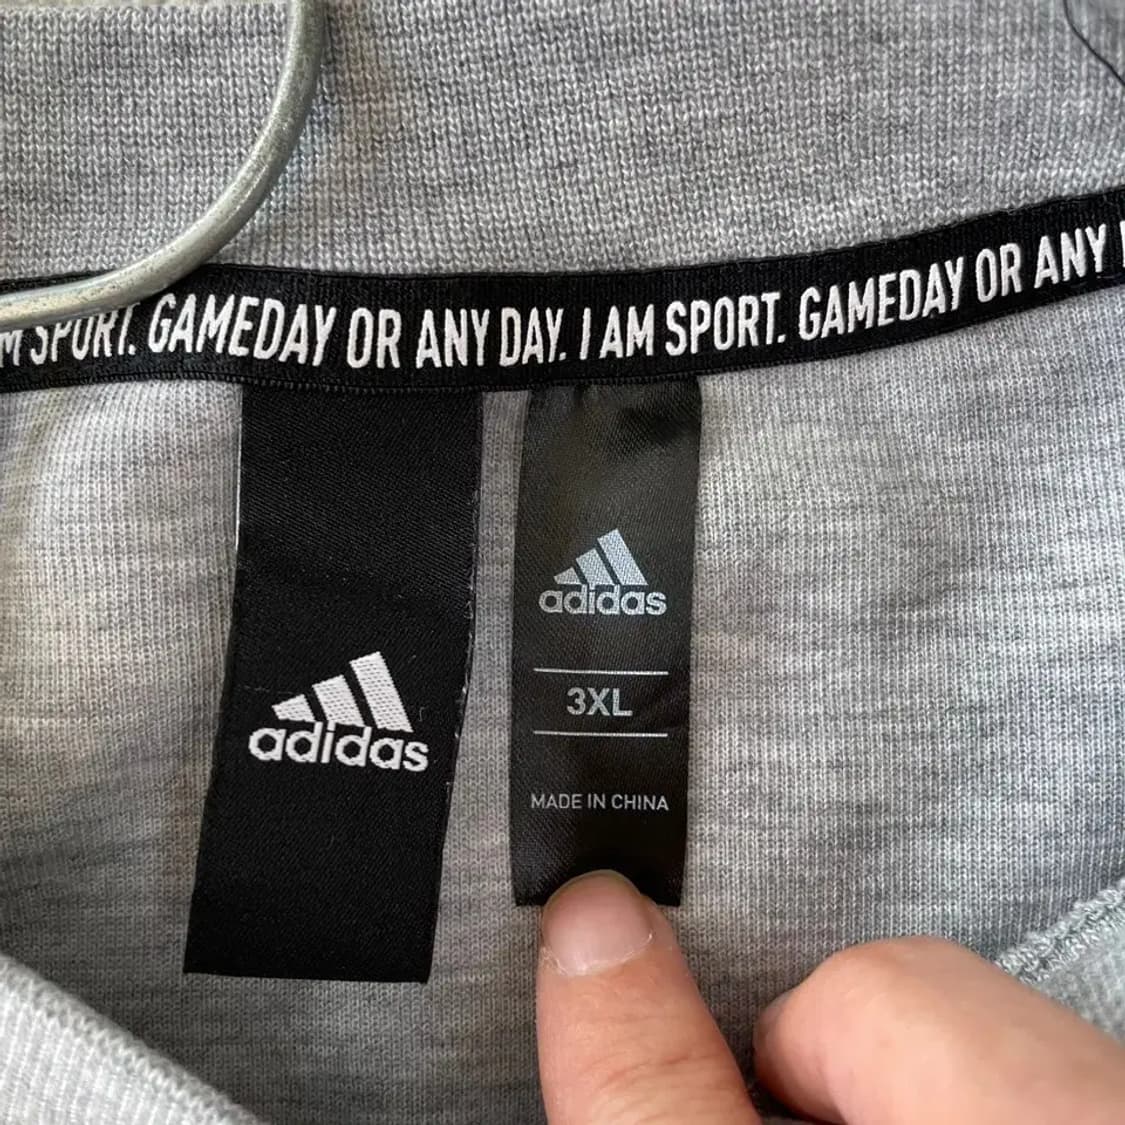 M SPORT. GAMEDAY OR ANY DAY. I AM SPORT. GAMEDAY OR ANY
adidas
adidas
3XL
MADE IN CHINA